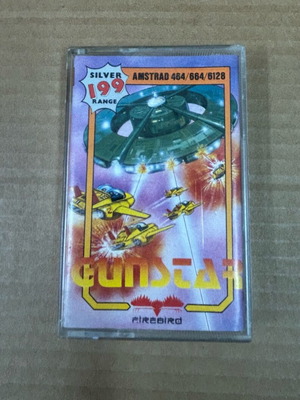 SILVER
199
RANGE
AMSTRAD 464/664/6128
GUNSTAR
FIREBIRD